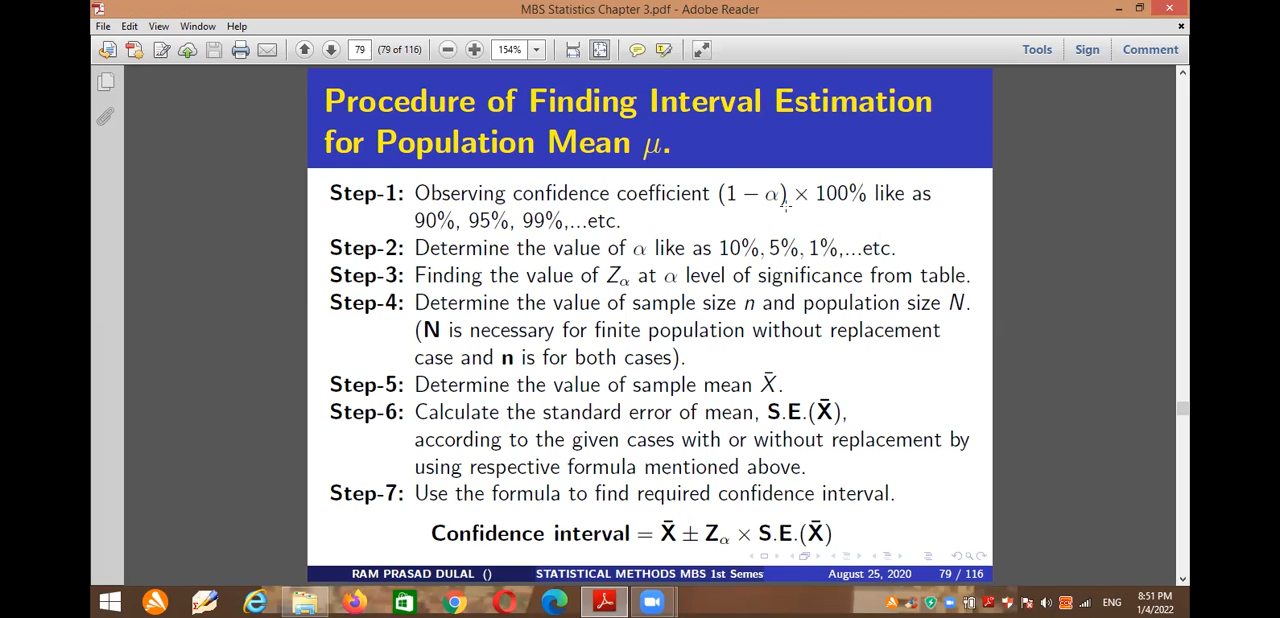 MBS Statistics Chapter 3.pdf - Adobe Reader
File Edit View Window Help
79 (79 of 116) 154% Tools Sign Comment
Procedure of Finding Interval Estimation
for Population Mean μ.
Step-1: Observing confidence coefficient (1 − α) × 100% like as
90%, 95%, 99%,...etc.
Step-2: Determine the value of α like as 10%, 5%, 1%,...etc.
Step-3: Finding the value of Zα at α level of significance from table.
Step-4: Determine the value of sample size n and population size N.
(N is necessary for finite population without replacement
case and n is for both cases).
Step-5: Determine the value of sample mean X̄.
Step-6: Calculate the standard error of mean, S.E.(X̄),
according to the given cases with or without replacement by
using respective formula mentioned above.
Step-7: Use the formula to find required confidence interval.
Confidence interval = X̄ ± Zα × S.E.(X̄)
RAM PRASAD DULAL () STATISTICAL METHODS MBS 1st Semes August 25, 2020 79 / 116
ENG 8:51 PM
1/4/2022